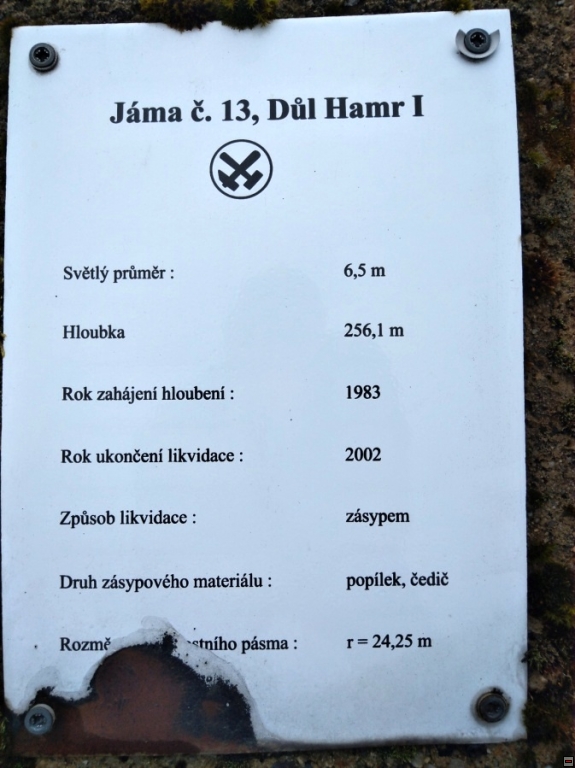 Jáma č. 13, Důl Hamr I
Světlý průměr : 6,5 m
Hloubka 256,1 m
Rok zahájení hloubení : 1983
Rok ukončení likvidace : 2002
Způsob likvidace : zásypem
Druh zásypového materiálu : popílek, čedič
pásma : r = 24,25 m